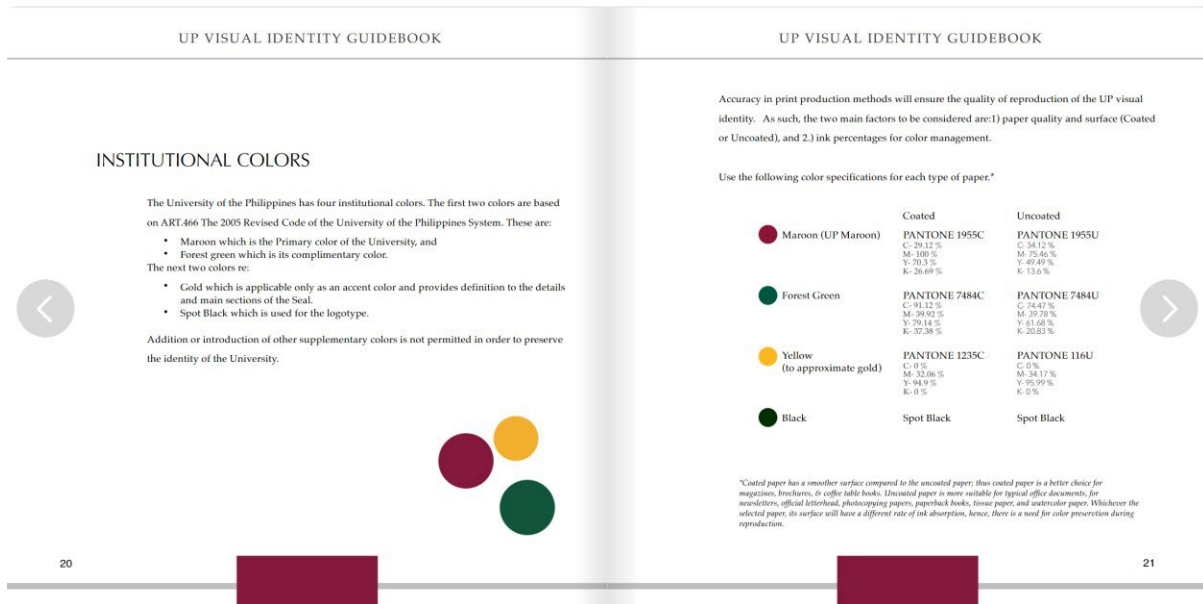 UP VISUAL IDENTITY GUIDEBOOK
INSTITUTIONAL COLORS
The University of the Philippines has four institutional colors. The first two colors are based
on ART.466 The 2005 Revised Code of the University of the Philippines System. These are:
• Maroon which is the Primary color of the University, and
• Forest green which is its complimentary color.
The next two colors re:
• Gold which is applicable only as an accent color and provides definition to the details
and main sections of the Seal.
• Spot Black which is used for the logotype.
Addition or introduction of other supplementary colors is not permitted in order to preserve
the identity of the University.
20
UP VISUAL IDENTITY GUIDEBOOK
Accuracy in print production methods will ensure the quality of reproduction of the UP visual
identity. As such, the two main factors to be considered are:1) paper quality and surface (Coated
or Uncoated), and 2.) ink percentages for color management.
Use the following color specifications for each type of paper.*
Coated Uncoated
Maroon (UP Maroon) PANTONE 1955C PANTONE 1955U
C- 29.12 % C- 34.12 %
M- 100 % M- 75.46 %
Y- 70.3 % Y- 49.49 %
K- 26.69 % K- 13.6 %
Forest Green PANTONE 7484C PANTONE 7484U
C- 91.12 % C- 74.47 %
M- 39.92 % M- 39.78 %
Y- 79.14 % Y- 61.68 %
K- 37.38 % K- 20.83 %
Yellow PANTONE 1235C PANTONE 116U
(to approximate gold) C- 0 % C- 0 %
M- 32.06 % M- 34.17 %
Y- 94.9 % Y- 95.99 %
K- 0 % K- 0 %
Black Spot Black Spot Black
*Coated paper has a smoother surface compared to the uncoated paper; thus coated paper is a better choice for
magazines, brochures, & coffee table books. Uncoated paper is more suitable for typical office documents, for
newsletters, official letterhead, photocopying papers, paperback books, tissue paper, and watercolor paper. Whichever the
selected paper, its surface will have a different rate of ink absorption, hence, there is a need for color preservation during
reproduction.
21